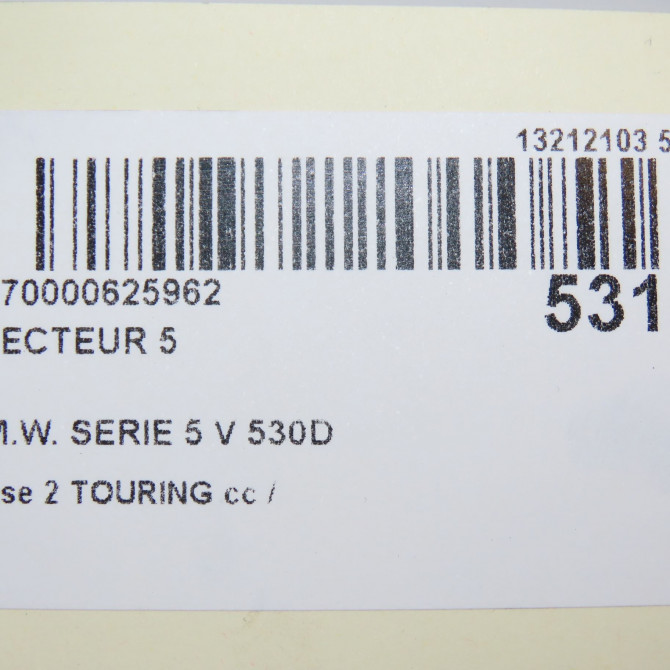 13212103 5
70000625962
531
ECTEUR 5
M.W. SERIE 5 V 530D
se 2 TOURING cc /